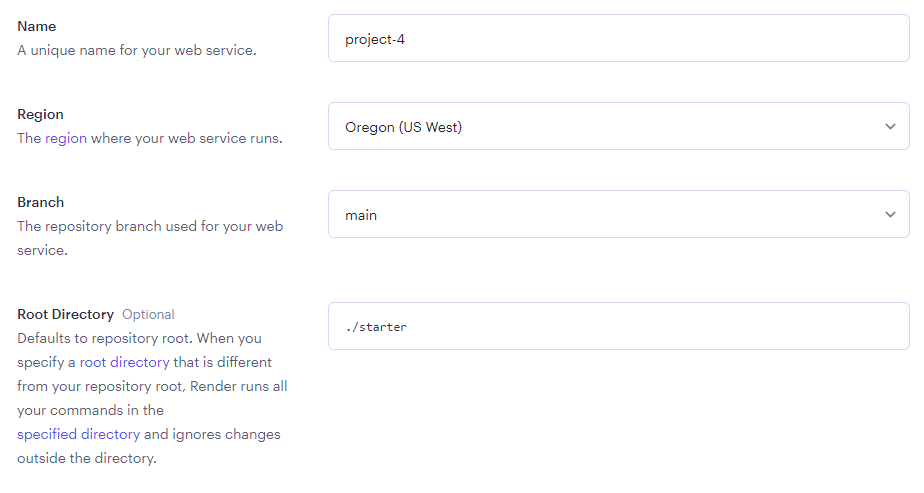 Name
A unique name for your web service.
project-4
Region
The region where your web service runs.
Oregon (US West)
Branch
The repository branch used for your web
service.
main
Root Directory Optional
Defaults to repository root. When you
specify a root directory that is different
from your repository root, Render runs all
your commands in the
specified directory and ignores changes
outside the directory.
./starter